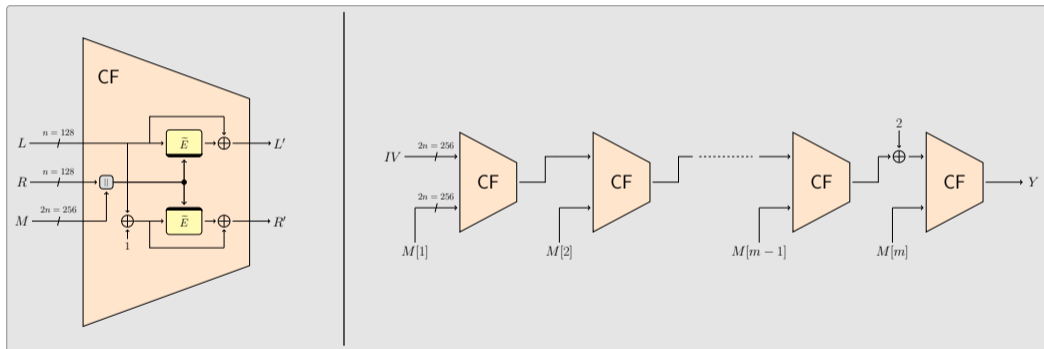 CF
n = 128
L
Ẽ
L′
n = 128
R
||
2n = 256
M
Ẽ
R′
1
2
2n = 256
IV
CF
CF
CF
CF
Y
2n = 256
M[1]
M[2]
M[m − 1]
M[m]